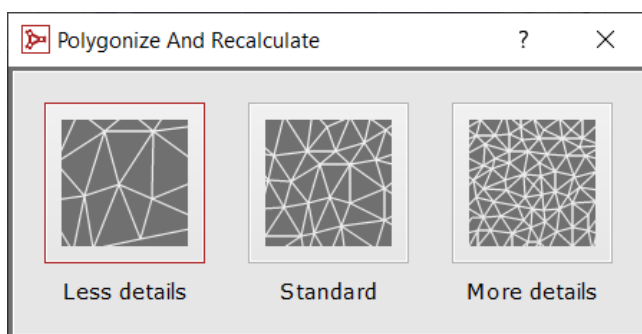 Polygonize And Recalculate ?
Less details Standard More details